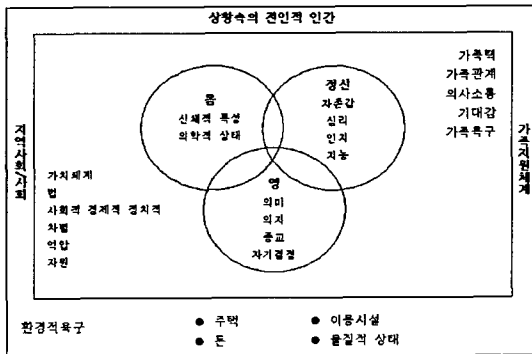 상황속의 전인적 인간
몸
신체적 특성
의학적 상태
정신
자존감
심리
인지
지능
가족력
가족관계
의사소통
기대감
가족욕구
지역사회/사회
가족지원체계
가치체계
법
사회적 경제적 정치적
차별
억압
자원
영
의미
의지
종교
자기결정
환경적욕구
● 주택
● 이동시설
● 돈
● 물질적 상태